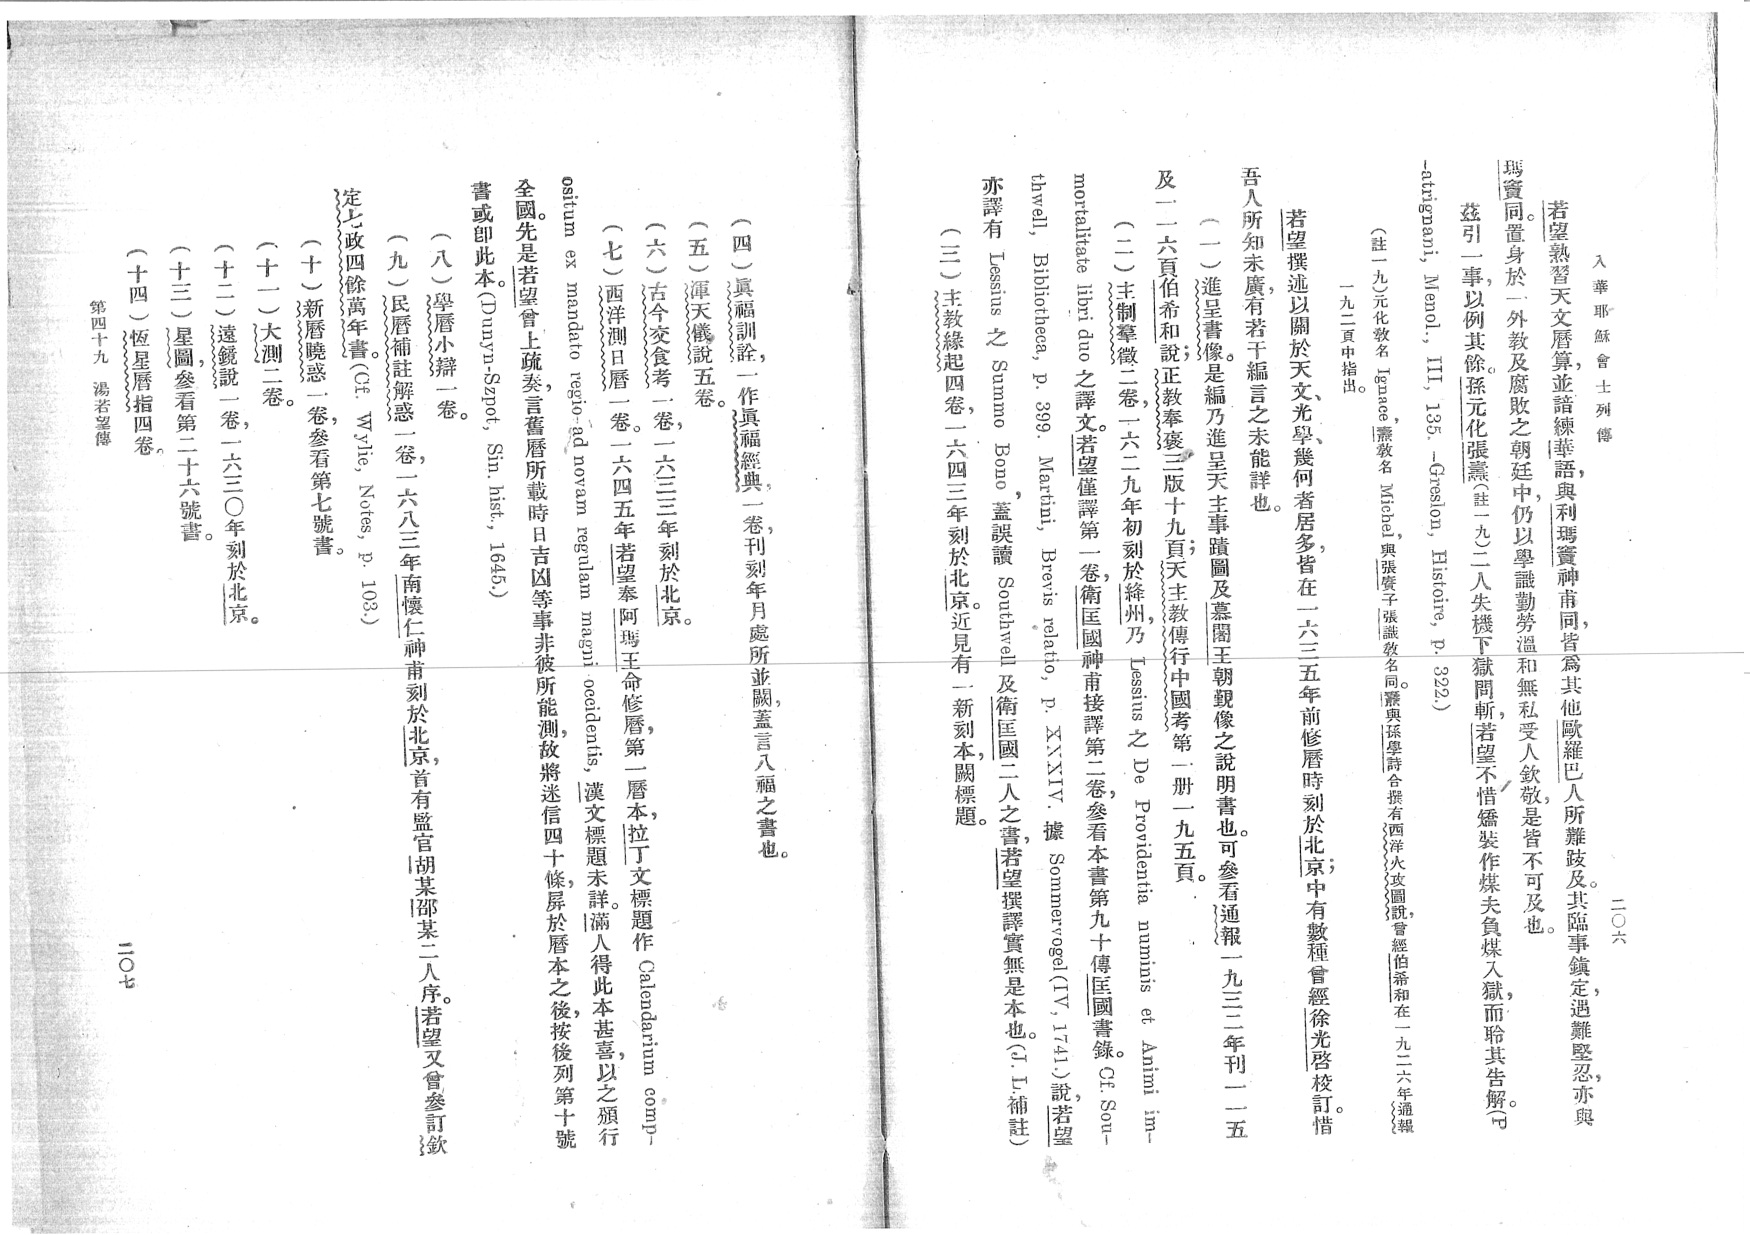 入華耶穌會士列傳
二〇六
若望熟習天文曆算,並諳練華語,與利瑪竇神甫同,皆爲其他歐羅巴人所難跂及。其臨事鎭定,遇難堅忍,亦與
瑪竇同。置身於一外教及腐敗之朝廷中,仍以學識勤勞溫和無私受人欽敬,是皆不可及也。
茲引一事,以例其餘。孫元化張燾(註一九)二人失機下獄問斬,若望不惜矯裝作煤夫負煤入獄,而聆其吿解。(P
-atrignani, Menol., III, 135. -Greslon, Histoire, p. 322.)
(註一九)元化教名 Ignace,燾教名 Michel,與張賡子張識教名同。燾與孫學詩合撰有西洋火攻圖說,曾經伯希和在一九二六年通報
一九二頁中指出。
若望撰述以關於天文、光學、幾何者居多,皆在一六三五年前修曆時刻於北京;中有數種曾經徐光啓校訂。惜
吾人所知未廣,有若干編言之未能詳也。
(一)進呈書像。是編乃進呈天主事蹟圖及慕闍王朝覲像之說明書也。可參看通報一九三二年刊一一五
及一一六頁伯希和說;正教奉褒三版十九頁;天主教傳行中國考第一册一九五頁。
(二)主制羣徵二卷,一六二九年初刻於絳州,乃 Lessius 之 De Providentia numinis et Animi im-
mortalitate libri duo 之譯文。若望僅譯第一卷,衛匡國神甫接譯第二卷,參看本書第九十傳匡國書錄。Cf. Sou-
thwell, Bibliotheca, p. 399. Martini, Brevis relatio, p. XXXIV. 據 Sommervogel(IV, 1741.)說,若望
亦譯有 Lessius 之 Summo Bono,蓋誤讀 Southwell 及衛匡國二人之書,若望撰譯實無是本也。(J. L.補註)
(三)主教緣起四卷,一六四三年刻於北京。近見有一新刻本,闕標題。
(四)眞福訓詮,一作眞福經典,一卷,刊刻年月處所並闕,蓋言八福之書也。
(五)渾天儀說五卷。
(六)古今交食考一卷,一六三三年刻於北京。
(七)西洋測日曆一卷。一六四五年若望奉阿瑪王命修曆,第一曆本,拉丁文標題作 Calendarium comp-
ositum ex mandato regio-ad novam regulam magni occidentis, 漢文標題未詳。滿人得此本甚喜,以之頒行
全國。先是若望曾上疏奏,言舊曆所載時日吉凶等事非彼所能測,故將迷信四十條,屏於曆本之後,按後列第十號
書或卽此本。(Dunyn-Szpot, Sin. hist., 1645.)
(八)學曆小辯一卷。
(九)民曆補註解惑一卷,一六八三年南懷仁神甫刻於北京,首有監官胡某邵某二人序。若望又曾參訂欽
定七政四餘萬年書。(Cf. Wylie, Notes, p. 103.)
(十)新曆曉惑一卷,參看第七號書。
(十一)大測二卷。
(十二)遠鏡說一卷,一六三〇年刻於北京。
(十三)星圖,參看第二十六號書。
(十四)恆星曆指四卷。
第四十九 湯若望傳
二〇七